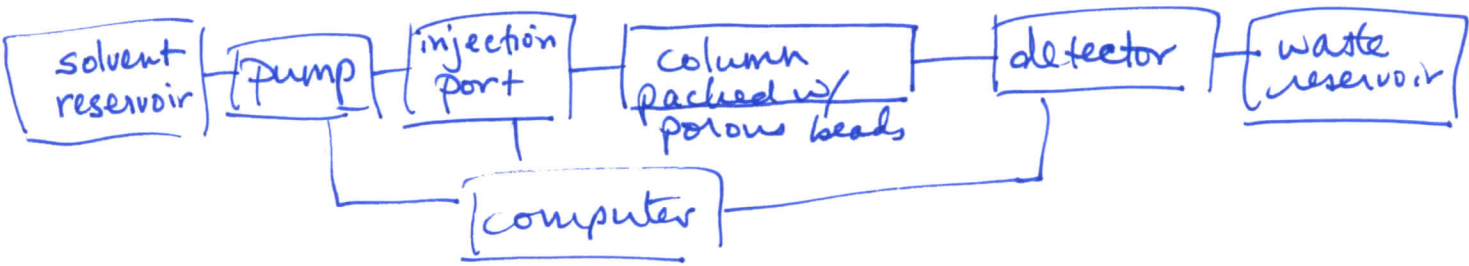 solvent
reservoir
pump
injection
port
column
packed w/
porous beads
detector
waste
reservoir
computer